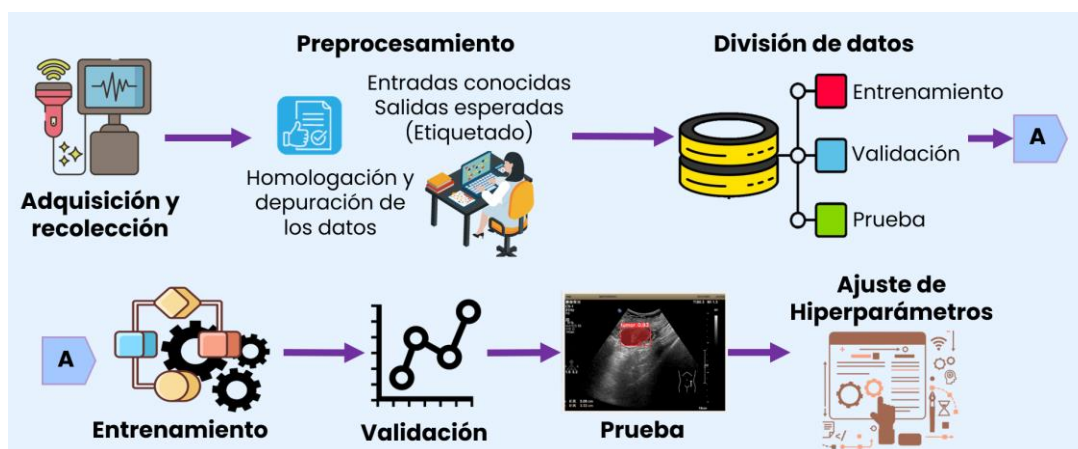 Preprocesamiento
División de datos
Entradas conocidas
Salidas esperadas
(Etiquetado)
Homologación y
depuración de
los datos
Adquisición y
recolección
Entrenamiento
Validación
Prueba
A
A
Entrenamiento
Validación
Prueba
Ajuste de
Hiperparámetros